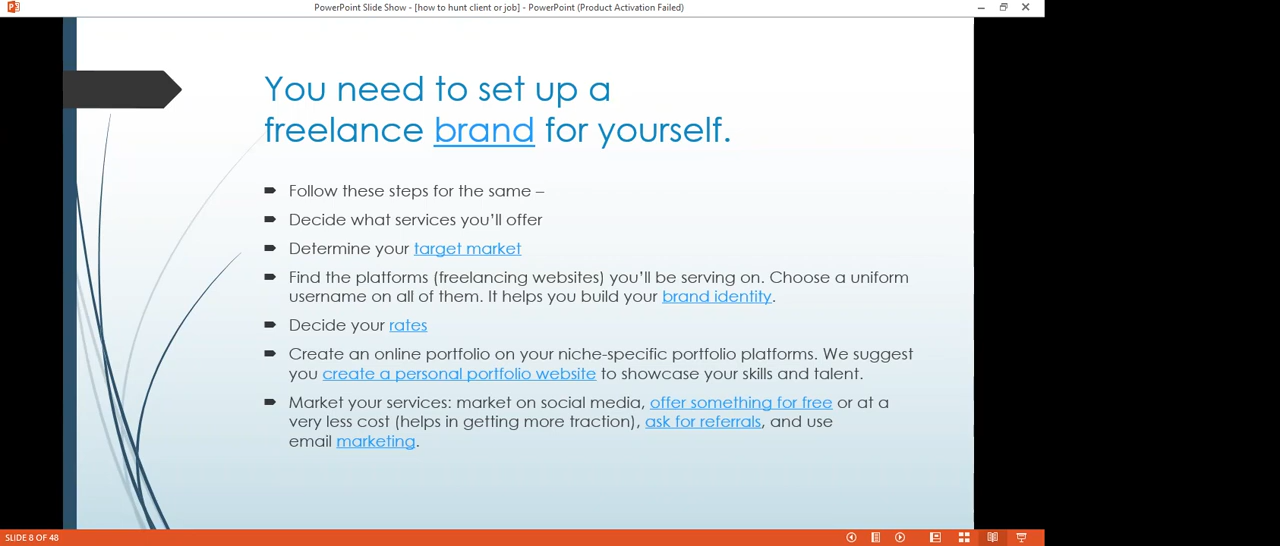 PowerPoint Slide Show - [how to hunt client or job] - PowerPoint (Product Activation Failed)
You need to set up a
freelance brand for yourself.
Follow these steps for the same –
Decide what services you'll offer
Determine your target market
Find the platforms (freelancing websites) you'll be serving on. Choose a uniform
username on all of them. It helps you build your brand identity.
Decide your rates
Create an online portfolio on your niche-specific portfolio platforms. We suggest
you create a personal portfolio website to showcase your skills and talent.
Market your services: market on social media, offer something for free or at a
very less cost (helps in getting more traction), ask for referrals, and use
email marketing.
SLIDE 8 OF 48